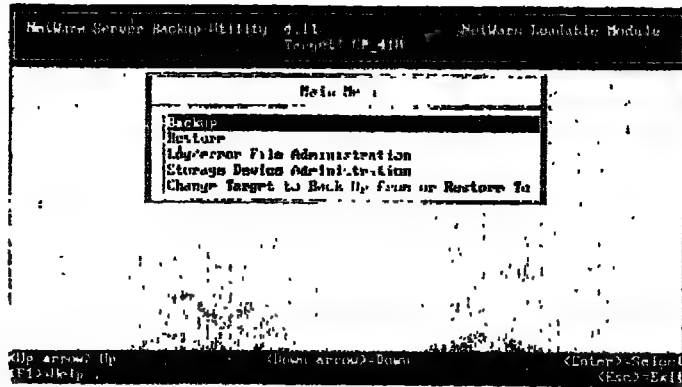 NetWare Server Backup Utility 4.11 NetWare Loadable Module
Target:
Main Menu
Backup
Restore
Log/error File Administration
Storage Device Administration
Change Target to Back Up from or Restore To
<Up arrow>-Up <Down arrow>-Down <Enter>-Select
<F1>-Help <Esc>-Exit